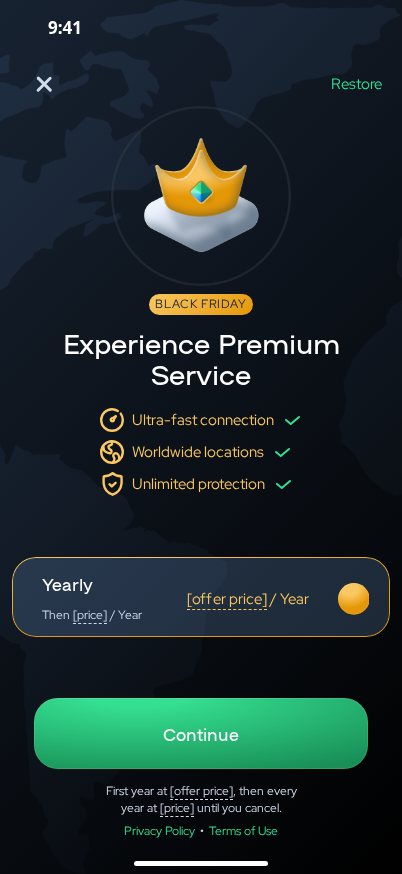 9:41
Restore
BLACK FRIDAY
Experience Premium
Service
Ultra-fast connection
Worldwide locations
Unlimited protection
Yearly
Then [price] / Year
[offer price] / Year
Continue
First year at [offer price], then every
year at [price] until you cancel.
Privacy Policy • Terms of Use